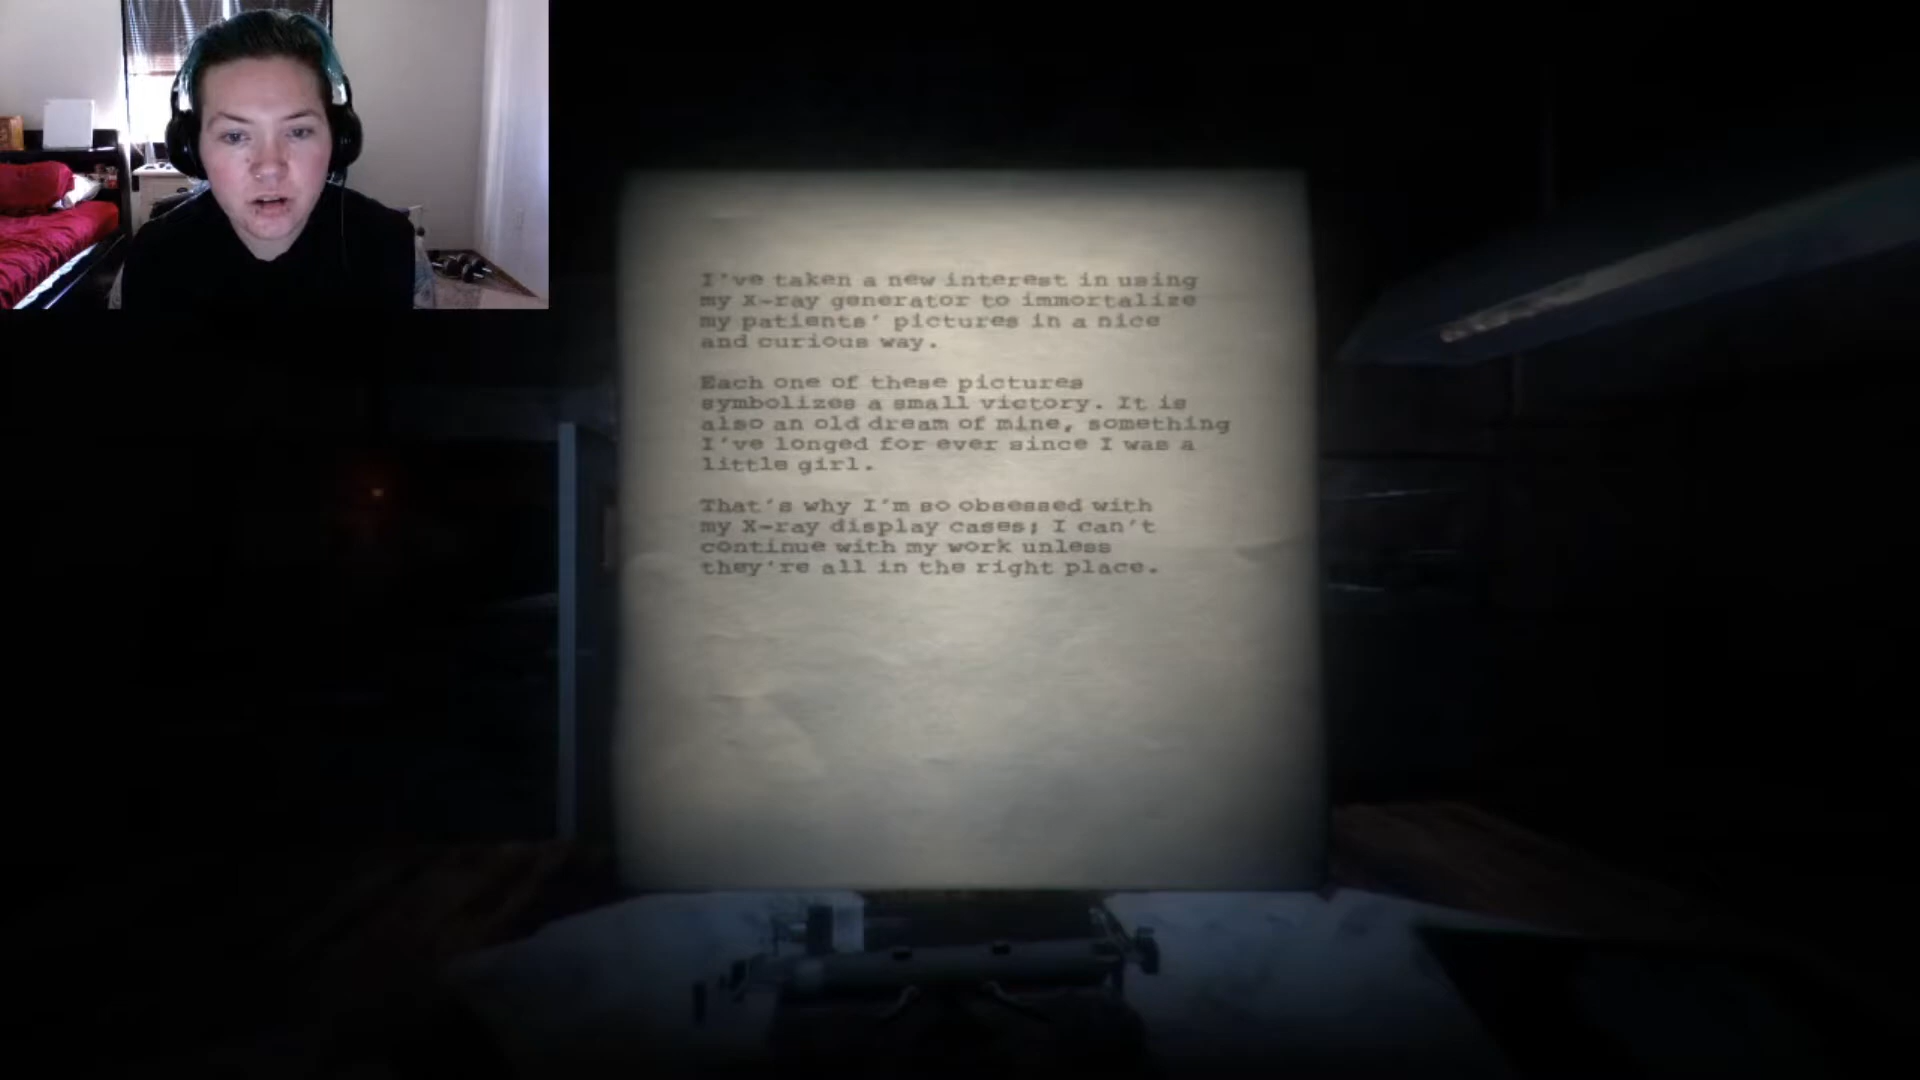 I've taken a new interest in using
my X-ray generator to immortalize
my patients' pictures in a nice
and curious way.
Each one of these pictures
symbolizes a small victory. It is
also an old dream of mine, something
I've longed for ever since I was a
little girl.
That's why I'm so obsessed with
my X-ray display cases; I can't
continue with my work unless
they're all in the right place.